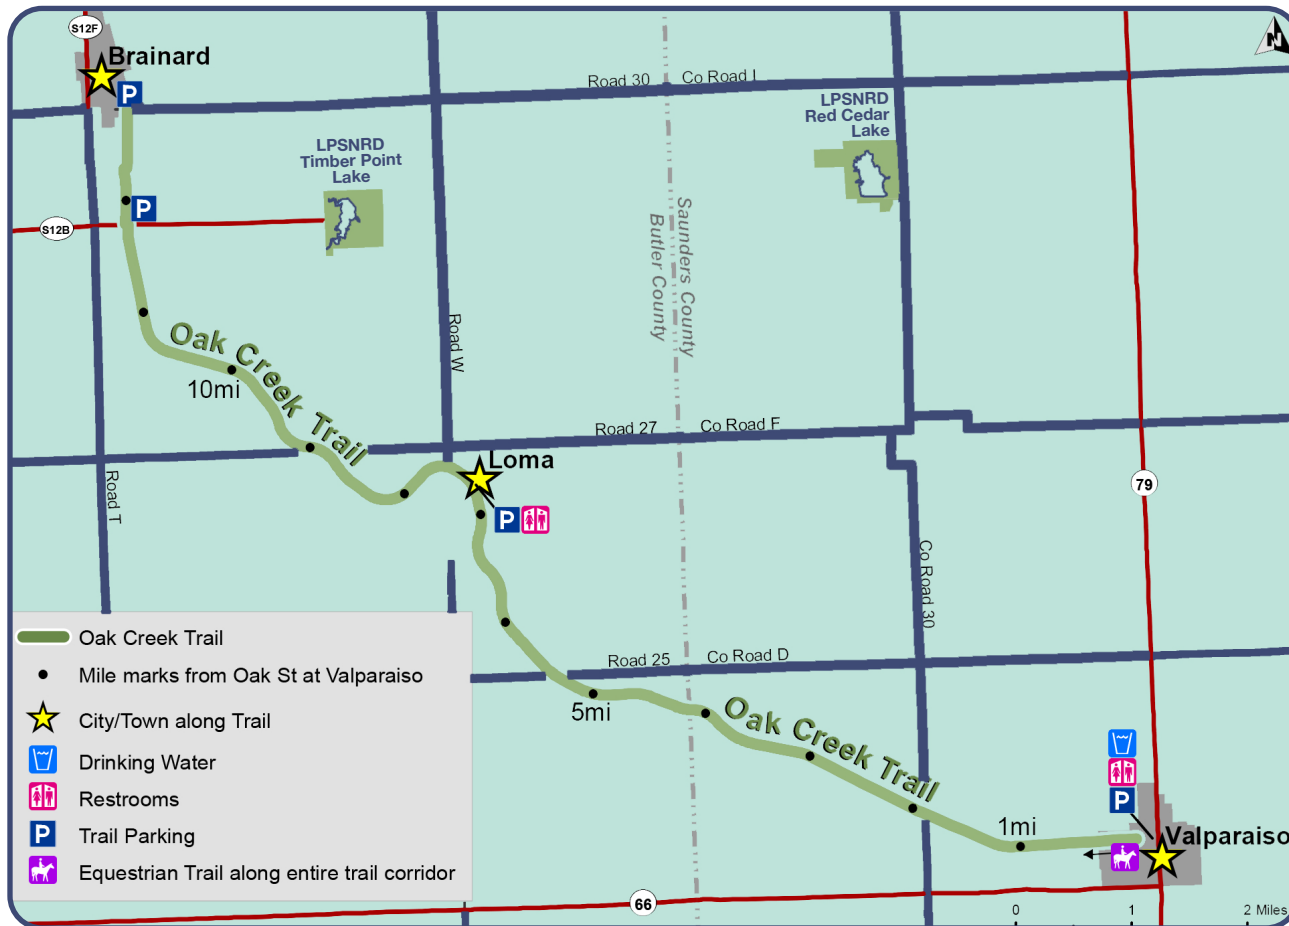 S12F
Brainard
P
N
Road 30
Co Road I
LPSNRD
Red Cedar
Lake
LPSNRD
Timber Point
Lake
P
S12B
Saunders County
Butler County
Road W
Oak Creek Trail
10mi
Road 27
Co Road F
Loma
P
Road T
79
Co Road 30
Road 25
Co Road D
5mi
Oak Creek Trail
1mi
P
Valparaiso
66
0
1
2 Miles
Oak Creek Trail
Mile marks from Oak St at Valparaiso
City/Town along Trail
Drinking Water
Restrooms
P
Trail Parking
Equestrian Trail along entire trail corridor